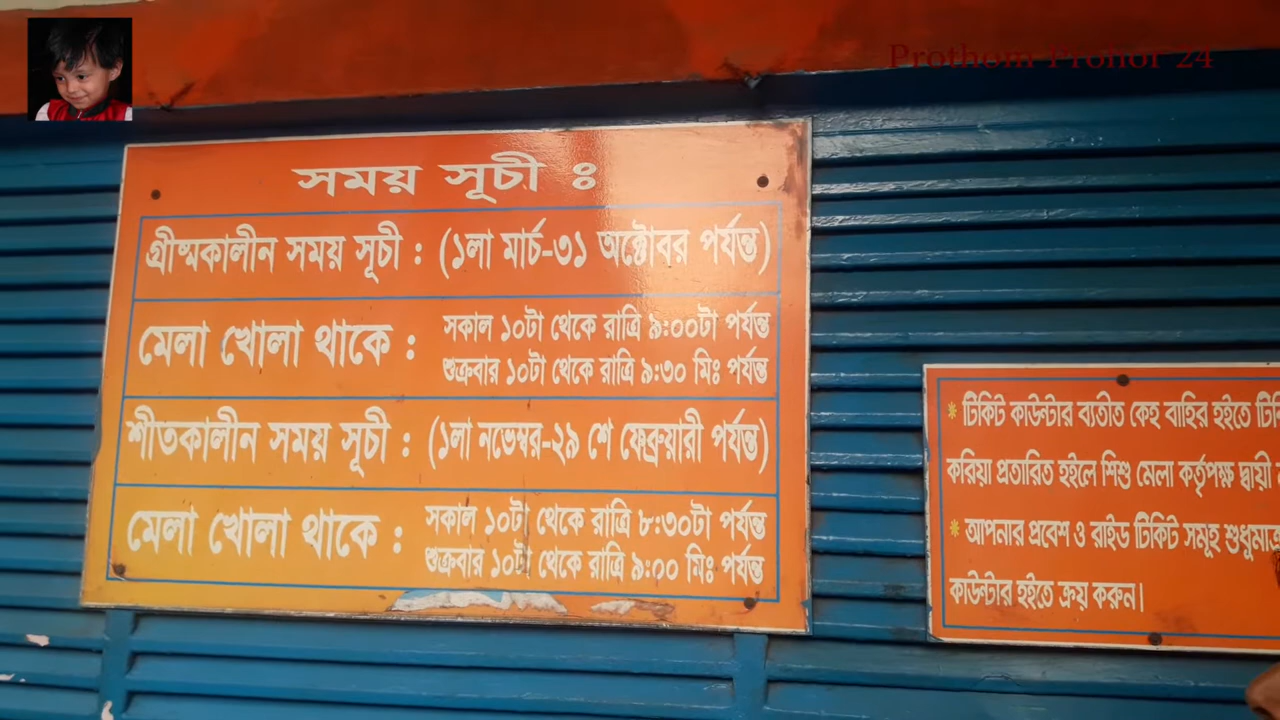 Prothom Prohor 24
সময় সূচী ঃ
গ্রীষ্মকালীন সময় সূচী : (১লা মার্চ-৩১ অক্টোবর পর্যন্ত)
মেলা খোলা থাকে :
সকাল ১০টা থেকে রাত্রি ৯:০০টা পর্যন্ত
শুক্রবার ১০টা থেকে রাত্রি ৯:৩০ মিঃ পর্যন্ত
শীতকালীন সময় সূচী : (১লা নভেম্বর-২৯ শে ফেব্রুয়ারী পর্যন্ত)
মেলা খোলা থাকে :
সকাল ১০টা থেকে রাত্রি ৮:৩০টা পর্যন্ত
শুক্রবার ১০টা থেকে রাত্রি ৯:০০ মিঃ পর্যন্ত
* টিকিট কাউন্টার ব্যতীত কেহ বাহির হইতে
করিয়া প্রতারিত হইলে শিশু মেলা কর্তৃপক্ষ দ্বায়ী
* আপনার প্রবেশ ও রাইড টিকিট সমূহ
কাউন্টার হইতে ক্রয় করুন।